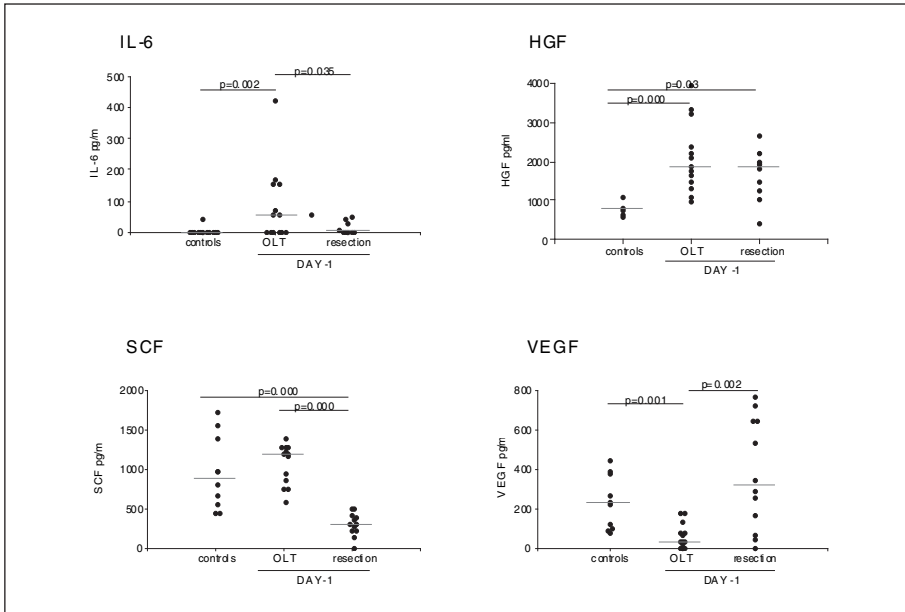 IL-6
p=0.035
p=0.002
500
400
300
200
100
0
IL-6 pg/m
controls
OLT
resection
DAY-1
HGF
p=0.03
p=0.000
4000
3000
2000
1000
0
HGF pg/ml
controls
OLT
resection
DAY-1
SCF
p=0.000
p=0.000
2000
1500
1000
500
0
SCF pg/m
controls
OLT
resection
DAY-1
VEGF
p=0.002
p=0.001
800
600
400
200
0
VEGF pg/m
controls
OLT
resection
DAY-1